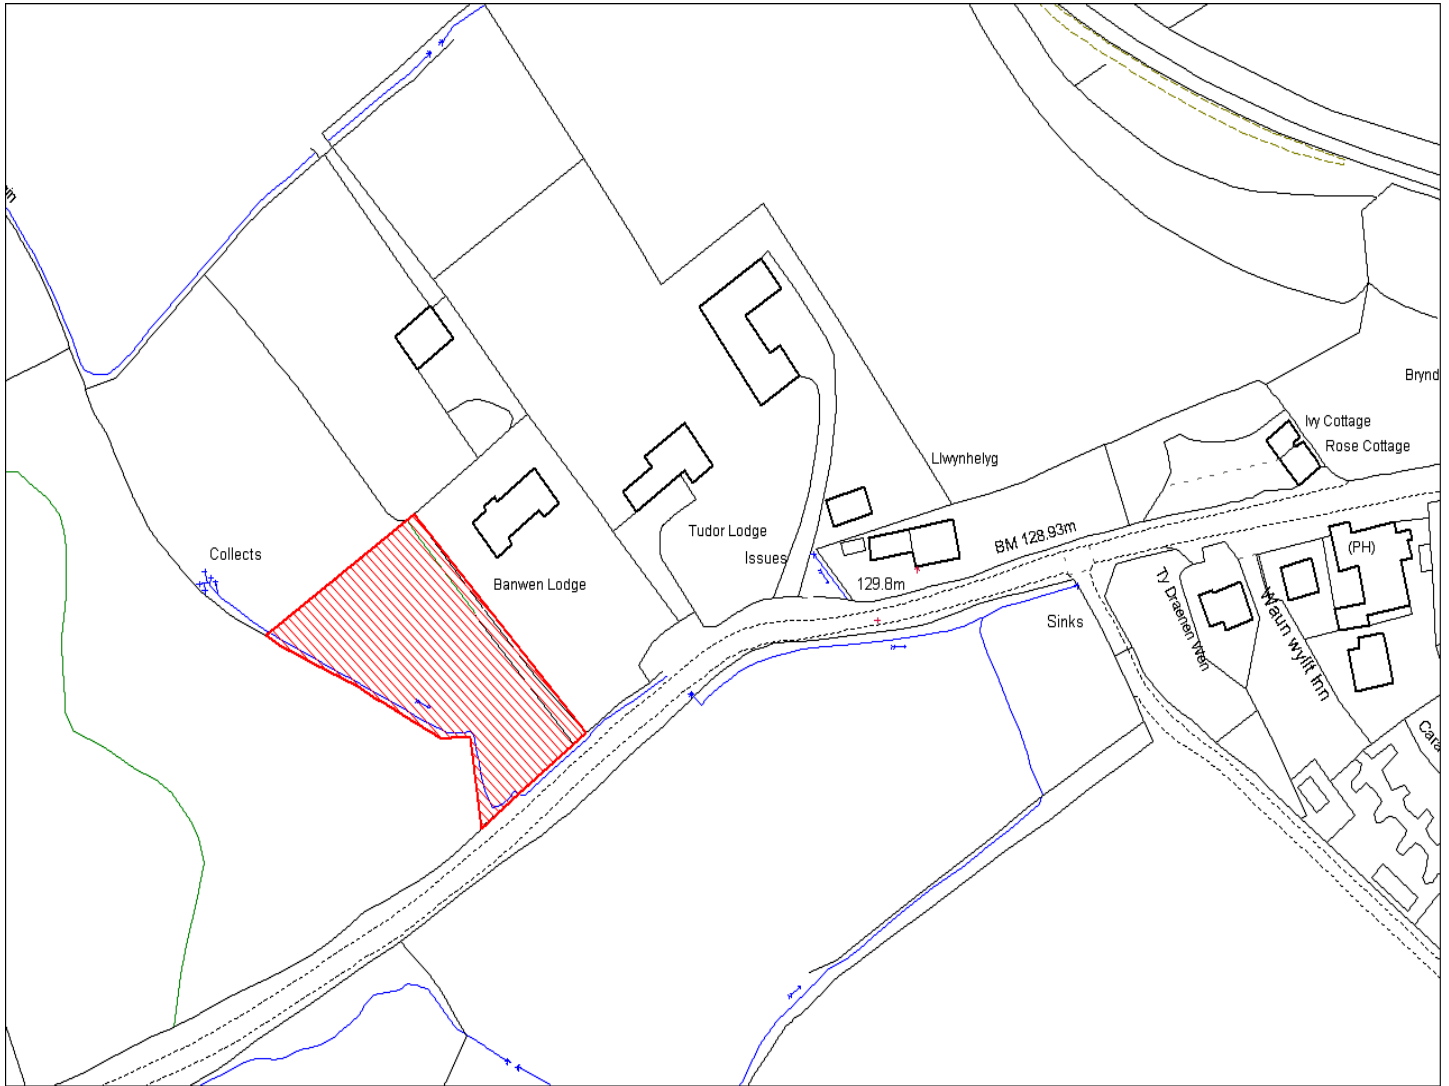 Brynd
Ivy Cottage
Rose Cottage
Llwynhelyg
Tudor Lodge
BM 128.93m
Collects
Issues
(PH)
Banwen Lodge
129.8m
Sinks
Ty Draenen Wen
Waun wyllt Inn
Cara